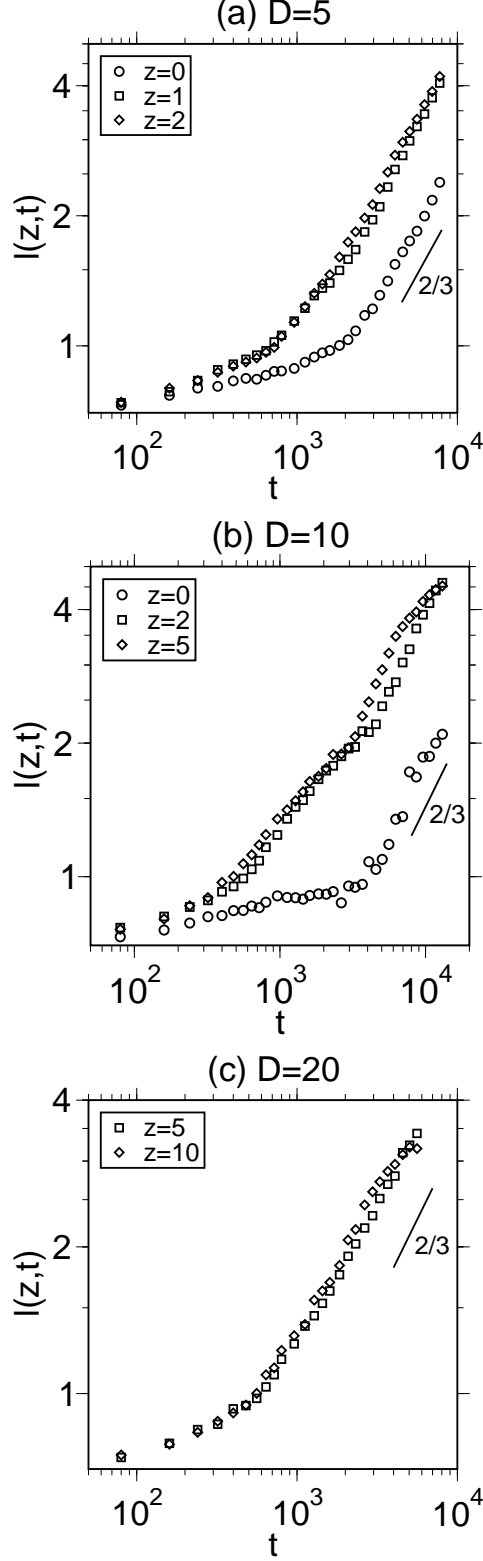 (a) D=5
z=0
z=1
z=2
4
2
1
l(z,t)
2/3
10^2
10^3
10^4
t
(b) D=10
z=0
z=2
z=5
4
2
1
l(z,t)
2/3
10^2
10^3
10^4
t
(c) D=20
z=5
z=10
4
2
1
l(z,t)
2/3
10^2
10^3
10^4
t